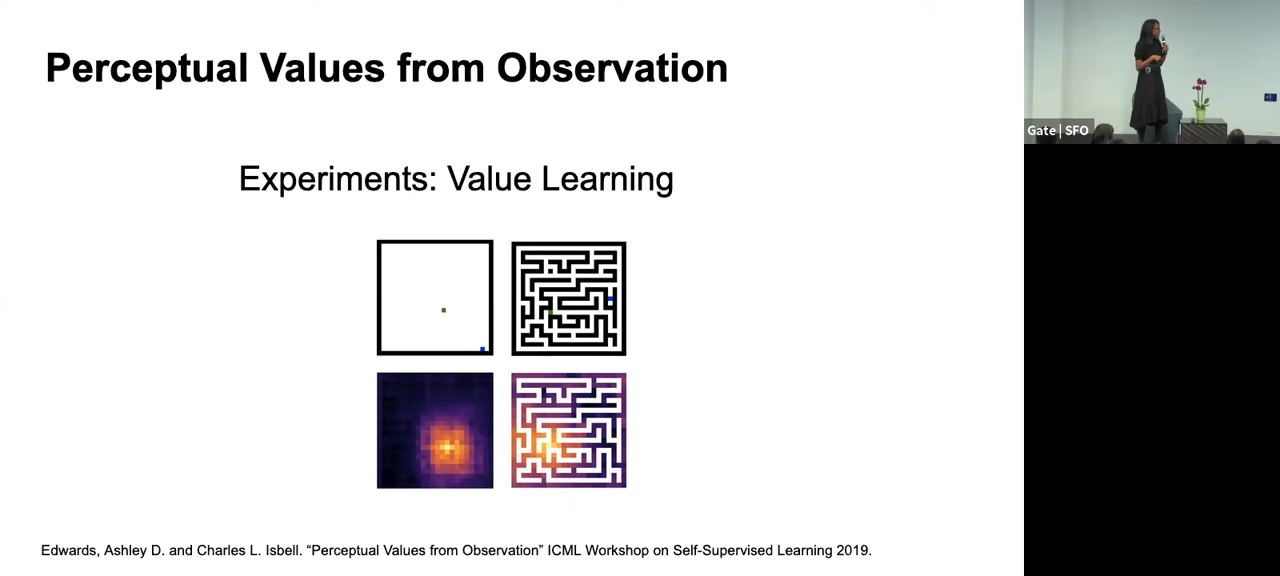 Perceptual Values from Observation
Gate | SFO
Experiments: Value Learning
Edwards, Ashley D. and Charles L. Isbell. “Perceptual Values from Observation” ICML Workshop on Self-Supervised Learning 2019.